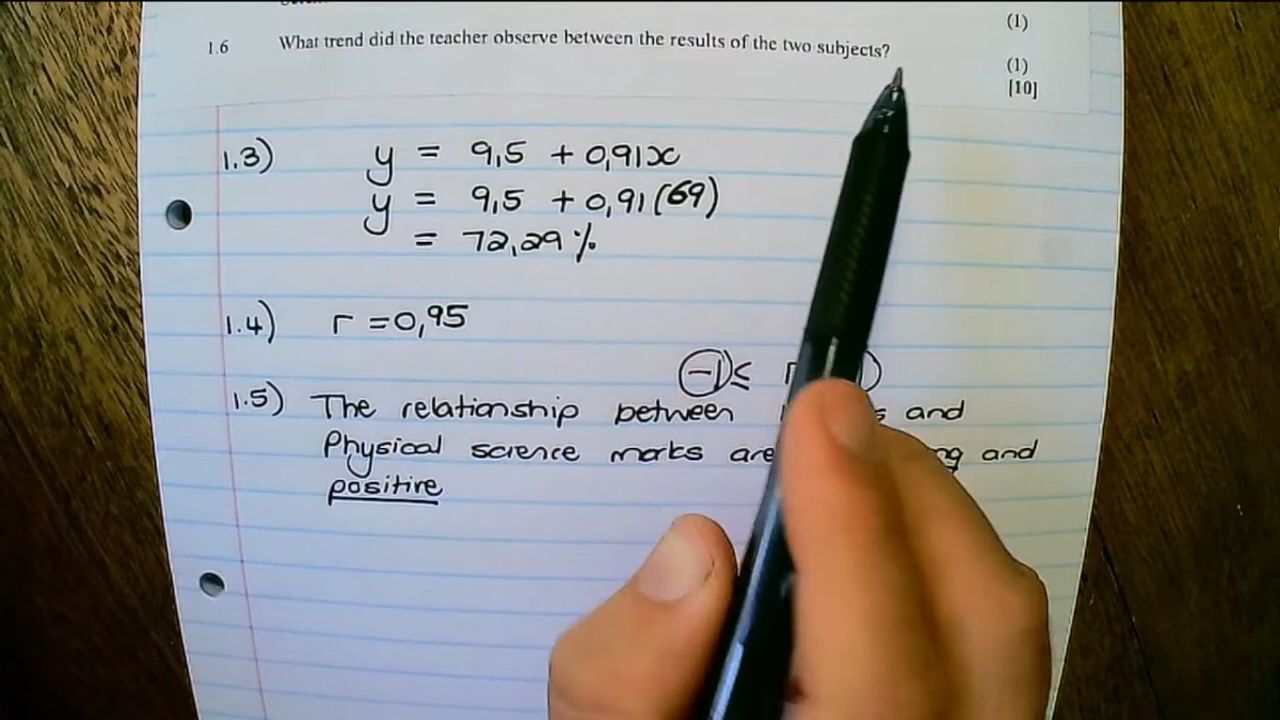 (1)
1.6 What trend did the teacher observe between the results of the two subjects?
(1)
[10]
1.3) y = 9,5 + 0,91x
y = 9,5 + 0,91(69)
= 72,29%
1.4) r = 0,95
-1 ≤
1.5) The relationship between and
Physical science marks are and
positive